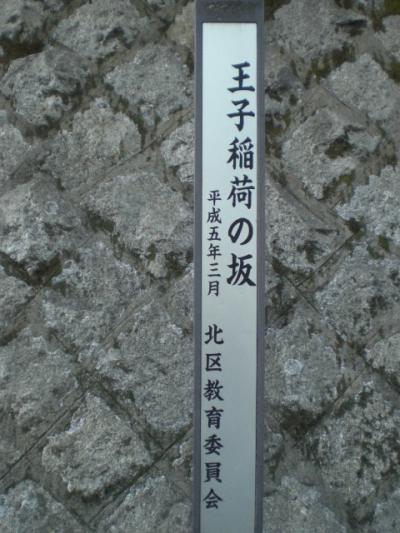 王子稲荷の坂
平成五年三月
北区教育委員会